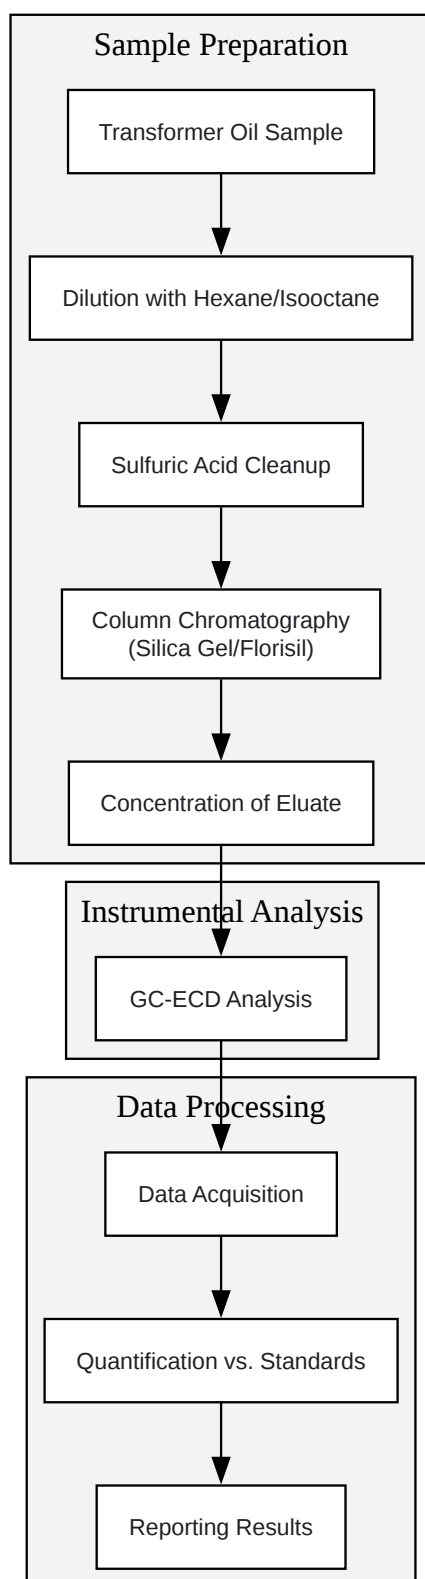 Sample Preparation
Transformer Oil Sample
Dilution with Hexane/Isooctane
Sulfuric Acid Cleanup
Column Chromatography
(Silica Gel/Florisil)
Concentration of Eluate
Instrumental Analysis
GC-ECD Analysis
Data Processing
Data Acquisition
Quantification vs. Standards
Reporting Results